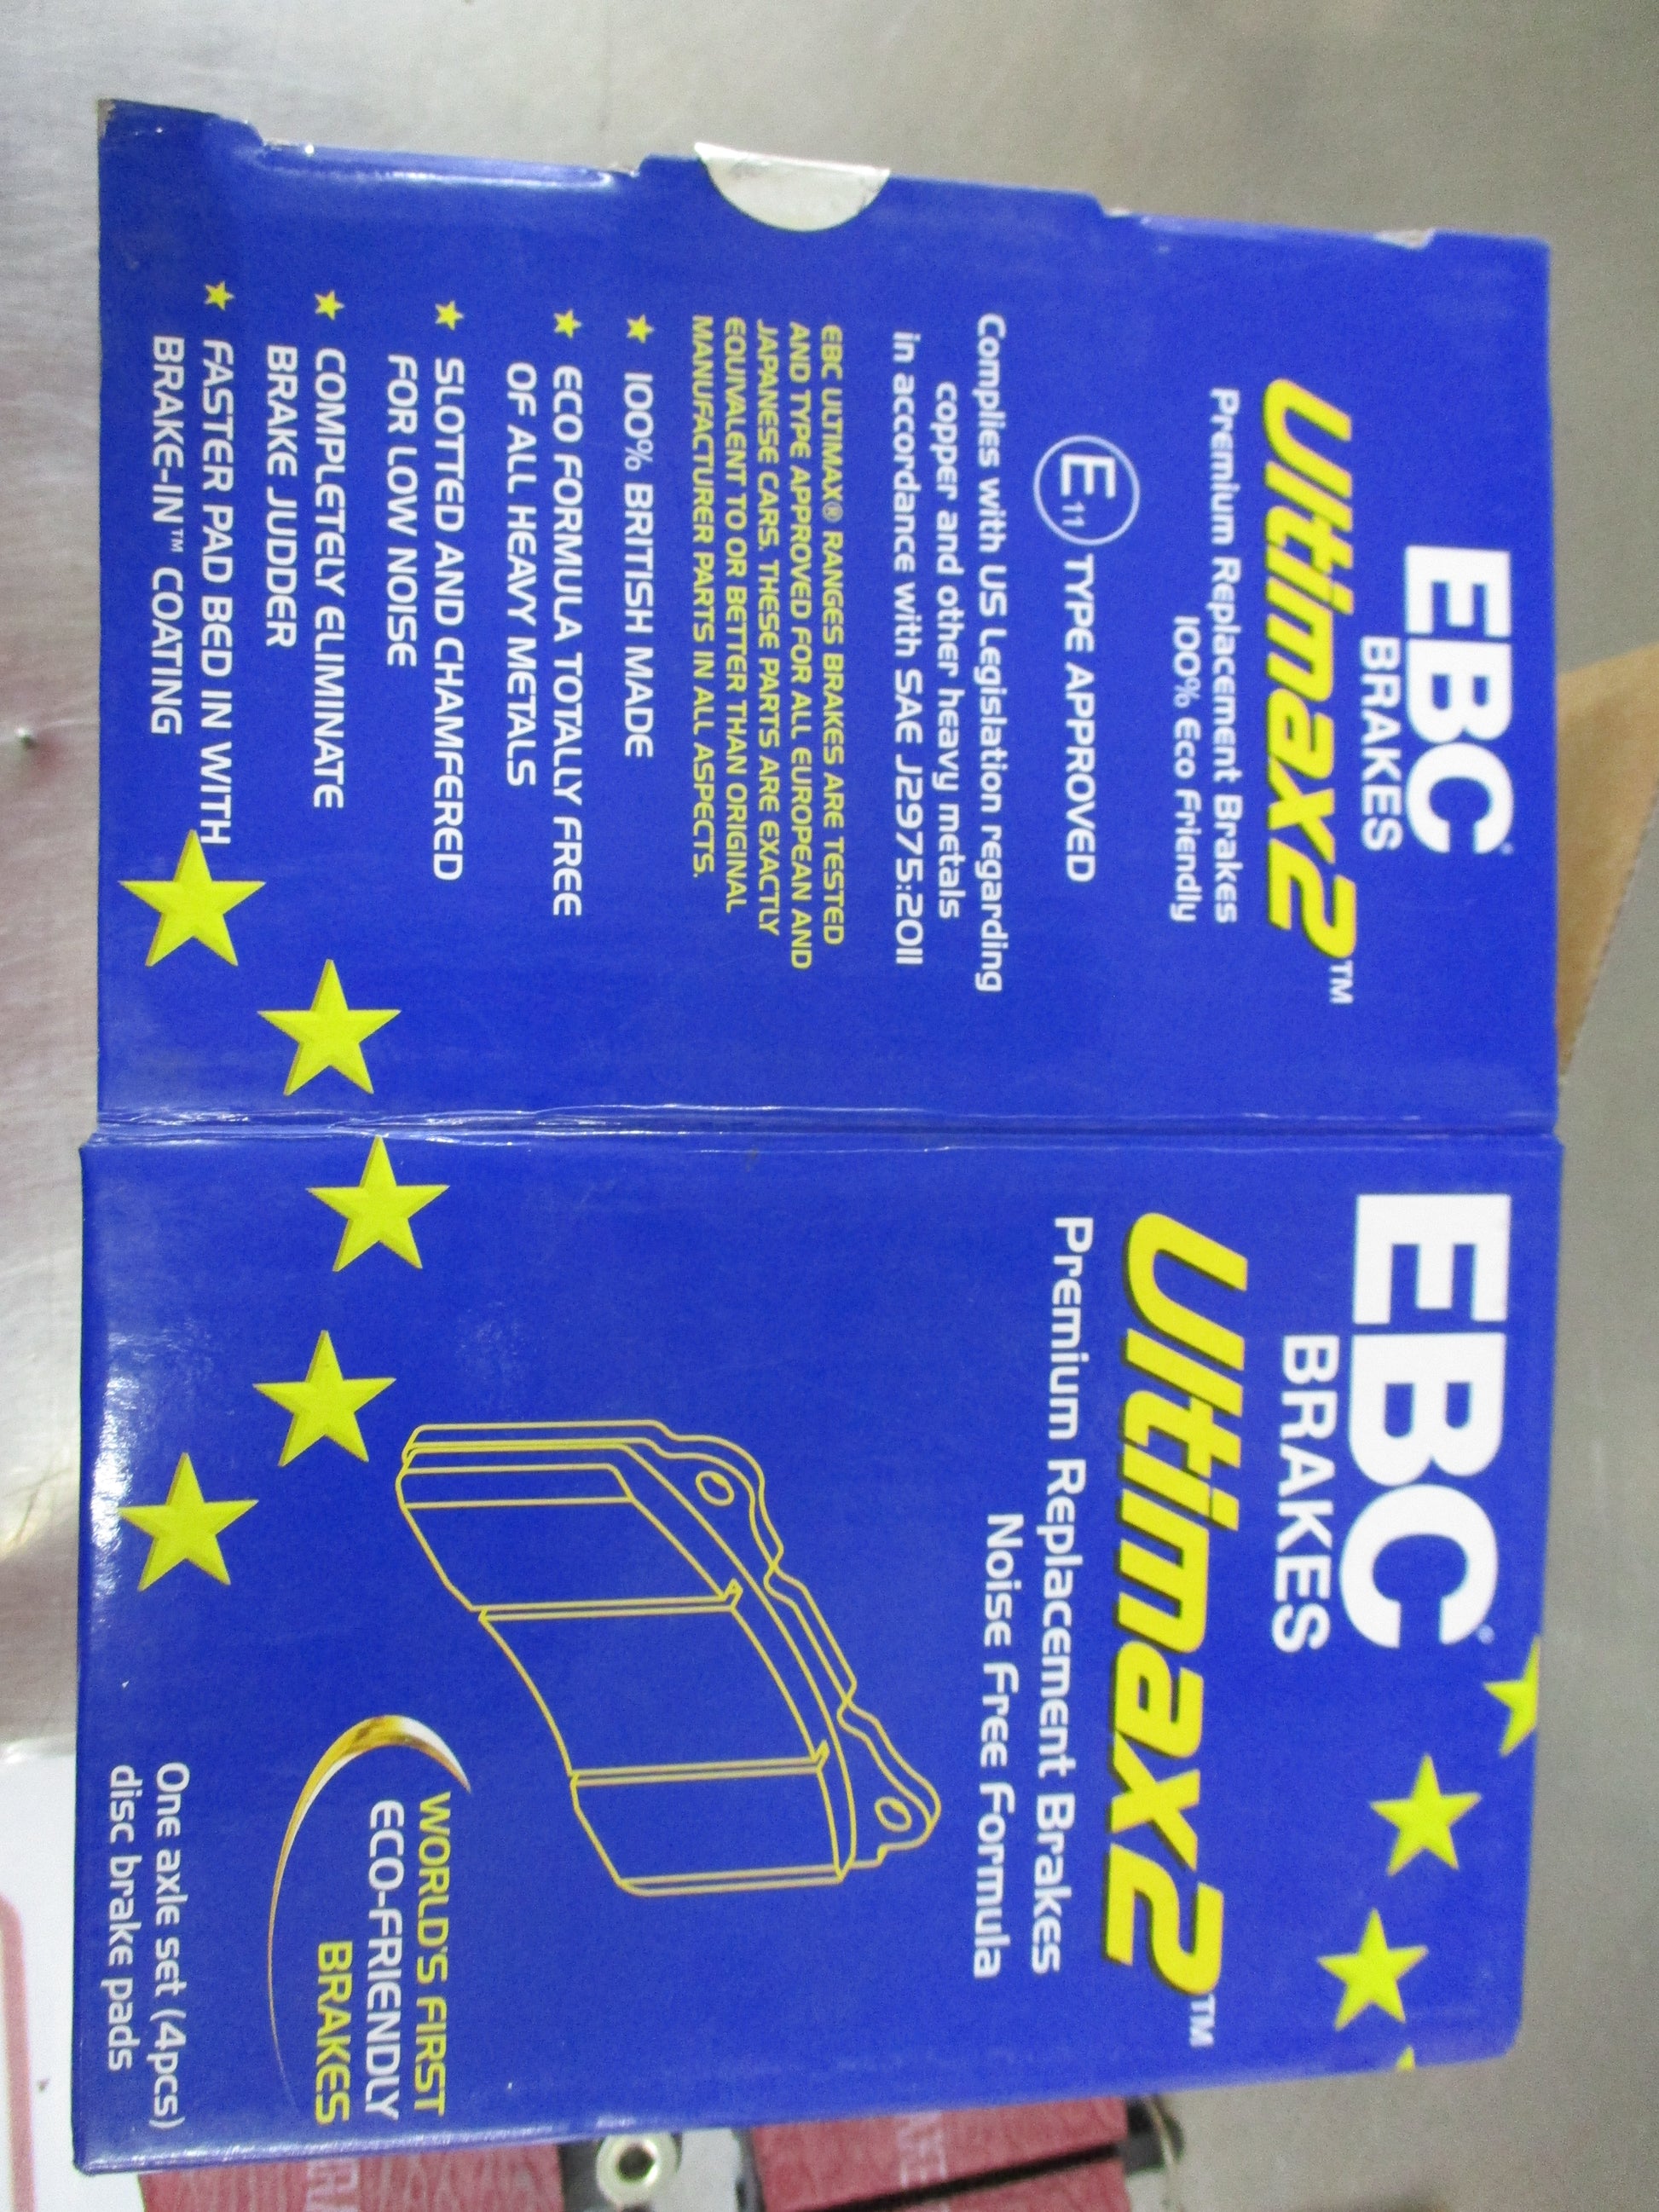 EBC®
BRAKES
Ultimax2™
Premium Replacement Brakes
100% Eco Friendly
E11 TYPE APPROVED
Complies with US Legislation regarding
copper and other heavy metals
in accordance with SAE J2975:2011
EBC ULTIMAX® RANGES BRAKES ARE TESTED
AND TYPE APPROVED FOR ALL EUROPEAN AND
JAPANESE CARS. THESE PARTS ARE EXACTLY
EQUIVALENT TO OR BETTER THAN ORIGINAL
MANUFACTURER PARTS IN ALL ASPECTS.
100% BRITISH MADE
ECO FORMULA TOTALLY FREE
OF ALL HEAVY METALS
SLOTTED AND CHAMFERED
FOR LOW NOISE
COMPLETELY ELIMINATE
BRAKE JUDDER
FASTER PAD BED IN WITH
BRAKE-IN™ COATING
EBC®
BRAKES
Ultimax2™
Premium Replacement Brakes
Noise Free Formula
WORLD'S FIRST
ECO-FRIENDLY
BRAKES
One axle set (4pcs)
disc brake pads